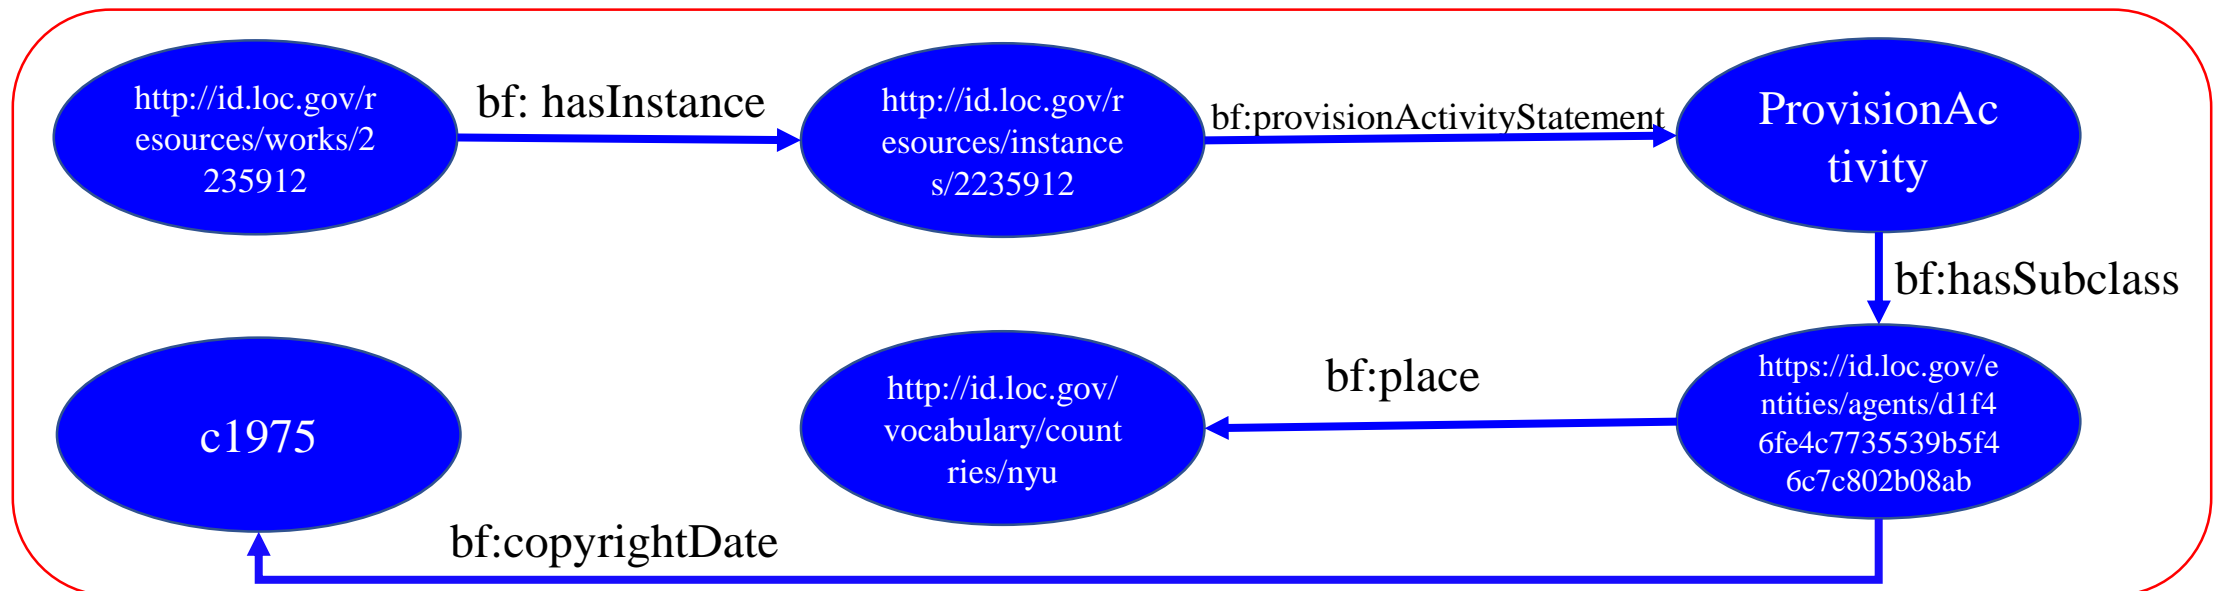 http://id.loc.gov/r
esources/works/2
235912
bf: hasInstance
http://id.loc.gov/r
esources/instance
s/2235912
bf:provisionActivityStatement
ProvisionAc
tivity
bf:hasSubclass
https://id.loc.gov/e
ntities/agents/d1f4
6fe4c7735539b5f4
6c7c802b08ab
bf:place
http://id.loc.gov/
vocabulary/count
ries/nyu
c1975
bf:copyrightDate